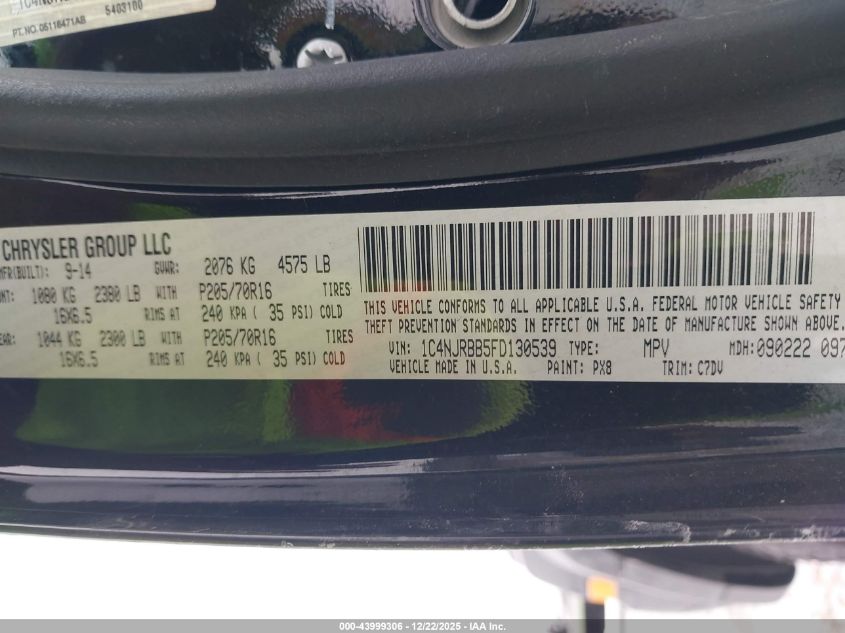 PT. NO. 05116471AB 5403100
CHRYSLER GROUP LLC
MFR(BUILT): 9-14 GVWR: 2076 KG 4575 LB
1080 KG 2380 LB WITH P205/70R16 TIRES
16X6.5 RIMS AT 240 KPA ( 35 PSI) COLD
1044 KG 2300 LB WITH P205/70R16 TIRES
16X6.5 RIMS AT 240 KPA ( 35 PSI) COLD
THIS VEHICLE CONFORMS TO ALL APPLICABLE U.S.A. FEDERAL MOTOR VEHICLE SAFETY
THEFT PREVENTION STANDARDS IN EFFECT ON THE DATE OF MANUFACTURE SHOWN ABOVE.
VIN: 1C4NJRBB5FD130539 TYPE: MPV MDH: 090222 097
VEHICLE MADE IN U.S.A. PAINT: PX8 TRIM: C7DV
000-43999306 - 12/22/2025 - IAA Inc.